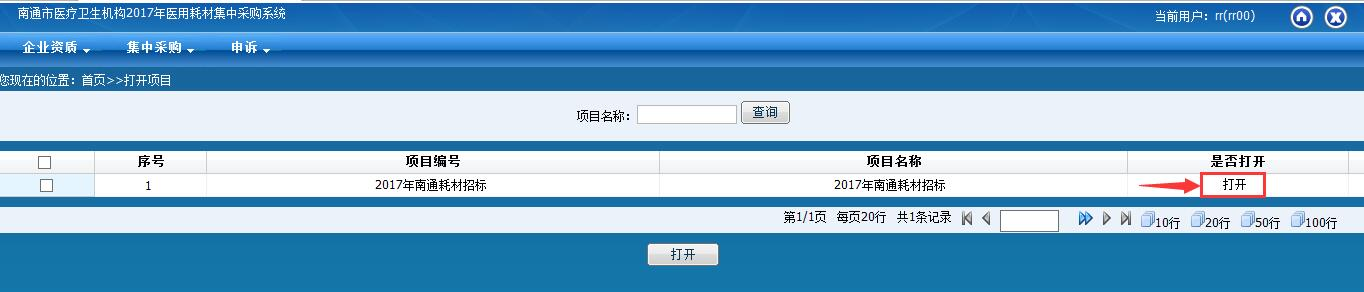 南通市医疗卫生机构2017年医用耗材集中采购系统 当前用户：rr(rr00)
企业资质 集中采购 申诉
您现在的位置：首页>>打开项目
项目名称： 查询
序号 项目编号 项目名称 是否打开
1 2017年南通耗材招标 2017年南通耗材招标 打开
第1/1页 每页20行 共1条记录 10行 20行 50行 100行
打开